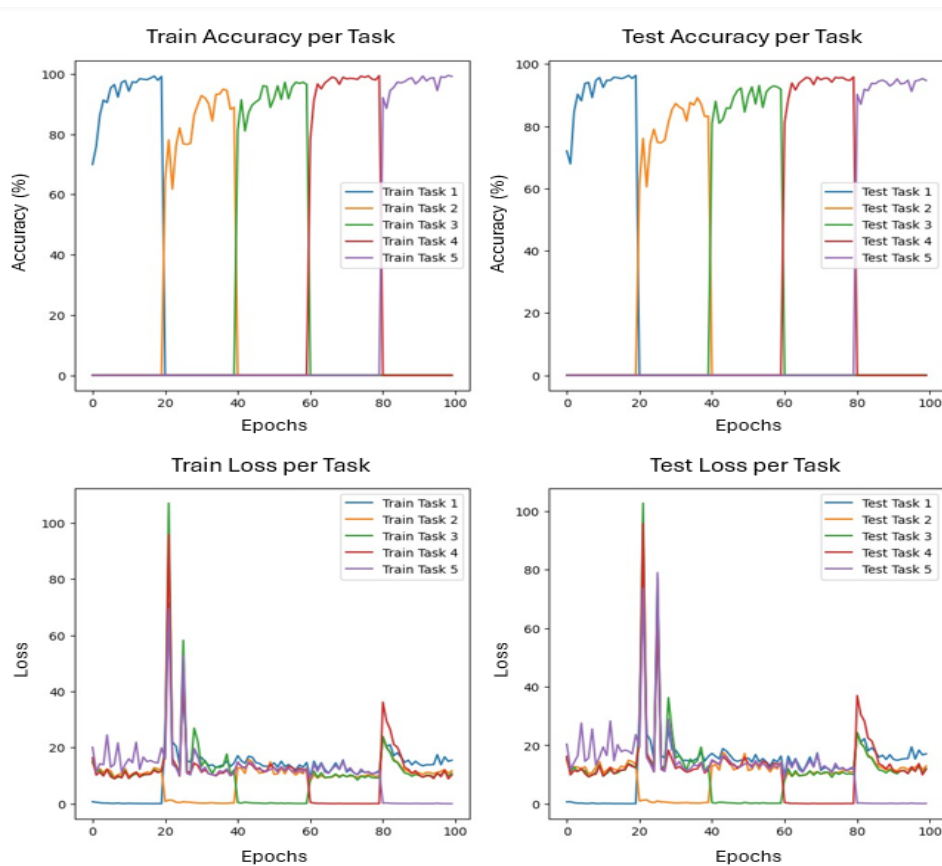 Train Accuracy per Task
100
80
60
40
20
0
Accuracy (%)
Train Task 1
Train Task 2
Train Task 3
Train Task 4
Train Task 5
0 20 40 60 80 100
Epochs
Test Accuracy per Task
100
80
60
40
20
0
Accuracy (%)
Test Task 1
Test Task 2
Test Task 3
Test Task 4
Test Task 5
0 20 40 60 80 100
Epochs
Train Loss per Task
100
80
60
40
20
0
Loss
Train Task 1
Train Task 2
Train Task 3
Train Task 4
Train Task 5
0 20 40 60 80 100
Epochs
Test Loss per Task
100
80
60
40
20
0
Loss
Test Task 1
Test Task 2
Test Task 3
Test Task 4
Test Task 5
0 20 40 60 80 100
Epochs